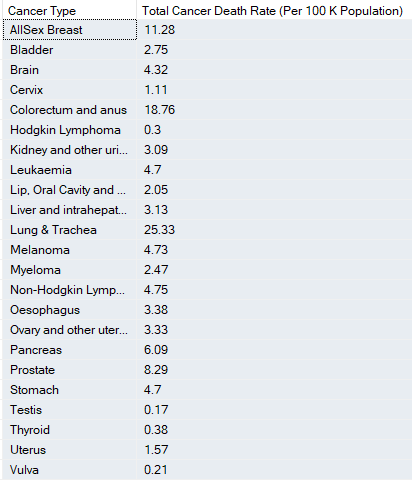 Cancer Type Total Cancer Death Rate (Per 100 K Population)
AllSex Breast 11.28
Bladder 2.75
Brain 4.32
Cervix 1.11
Colorectum and anus 18.76
Hodgkin Lymphoma 0.3
Kidney and other uri... 3.09
Leukaemia 4.7
Lip, Oral Cavity and ... 2.05
Liver and intrahepat... 3.13
Lung & Trachea 25.33
Melanoma 4.73
Myeloma 2.47
Non-Hodgkin Lymp... 4.75
Oesophagus 3.38
Ovary and other uter... 3.33
Pancreas 6.09
Prostate 8.29
Stomach 4.7
Testis 0.17
Thyroid 0.38
Uterus 1.57
Vulva 0.21